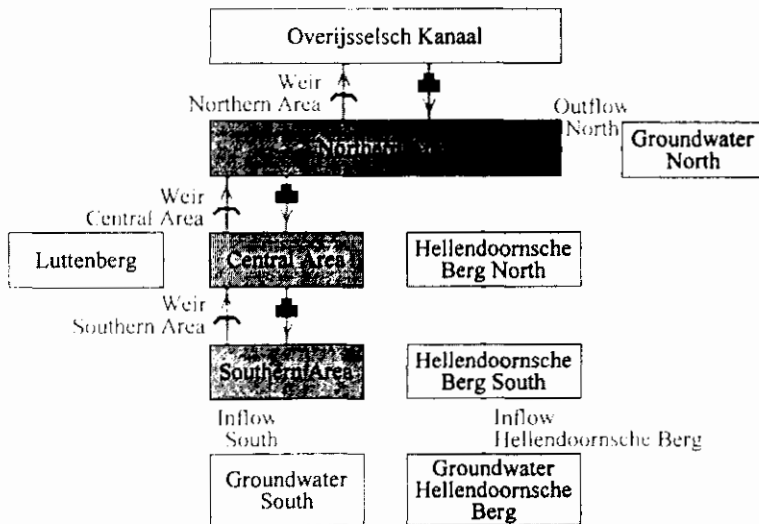 Overijsselsch Kanaal
Weir
Northern Area
Outflow
North
Northern
Groundwater
North
Weir
Central Area
Luttenberg
Central Area
Hellendoornsche
Berg North
Weir
Southern Area
Southern Area
Hellendoornsche
Berg South
Inflow
South
Inflow
Hellendoornsche Berg
Groundwater
South
Groundwater
Hellendoornsche
Berg